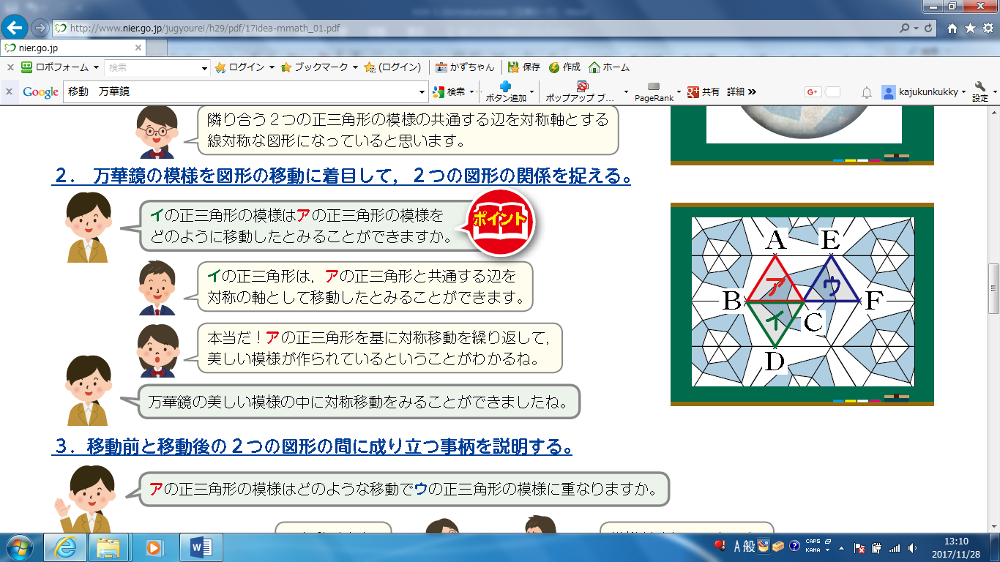 http://www.nier.go.jp/jugyourei/h29/pdf/17idea-mmath_01.pdf
nier.go.jp
ロボフォーム 検索 ログイン ブックマーク (ログイン) かずちゃん 保存 作成 ホーム
Google 移動 万華鏡 検索 ボタン追加 ポップアップ ブ... PageRank 共有 詳細 G+ kajukunkukky 設定
隣り合う２つの正三角形の模様の共通する辺を対称軸とする
線対称な図形になっていると思います。
２． 万華鏡の模様を図形の移動に着目して，２つの図形の関係を捉える。
イの正三角形の模様はアの正三角形の模様を
どのように移動したとみることができますか。
ポイント
イの正三角形は，アの正三角形と共通する辺を
対称の軸として移動したとみることができます。
本当だ！アの正三角形を基に対称移動を繰り返して，
美しい模様が作られているということがわかるね。
万華鏡の美しい模様の中に対称移動をみることができましたね。
A E
ア ウ
B F
イ C
D
３．移動前と移動後の２つの図形の間に成り立つ事柄を説明する。
アの正三角形の模様はどのような移動でウの正三角形の模様に重なりますか。
A 般 CAPS KANA 13:10
2017/11/28